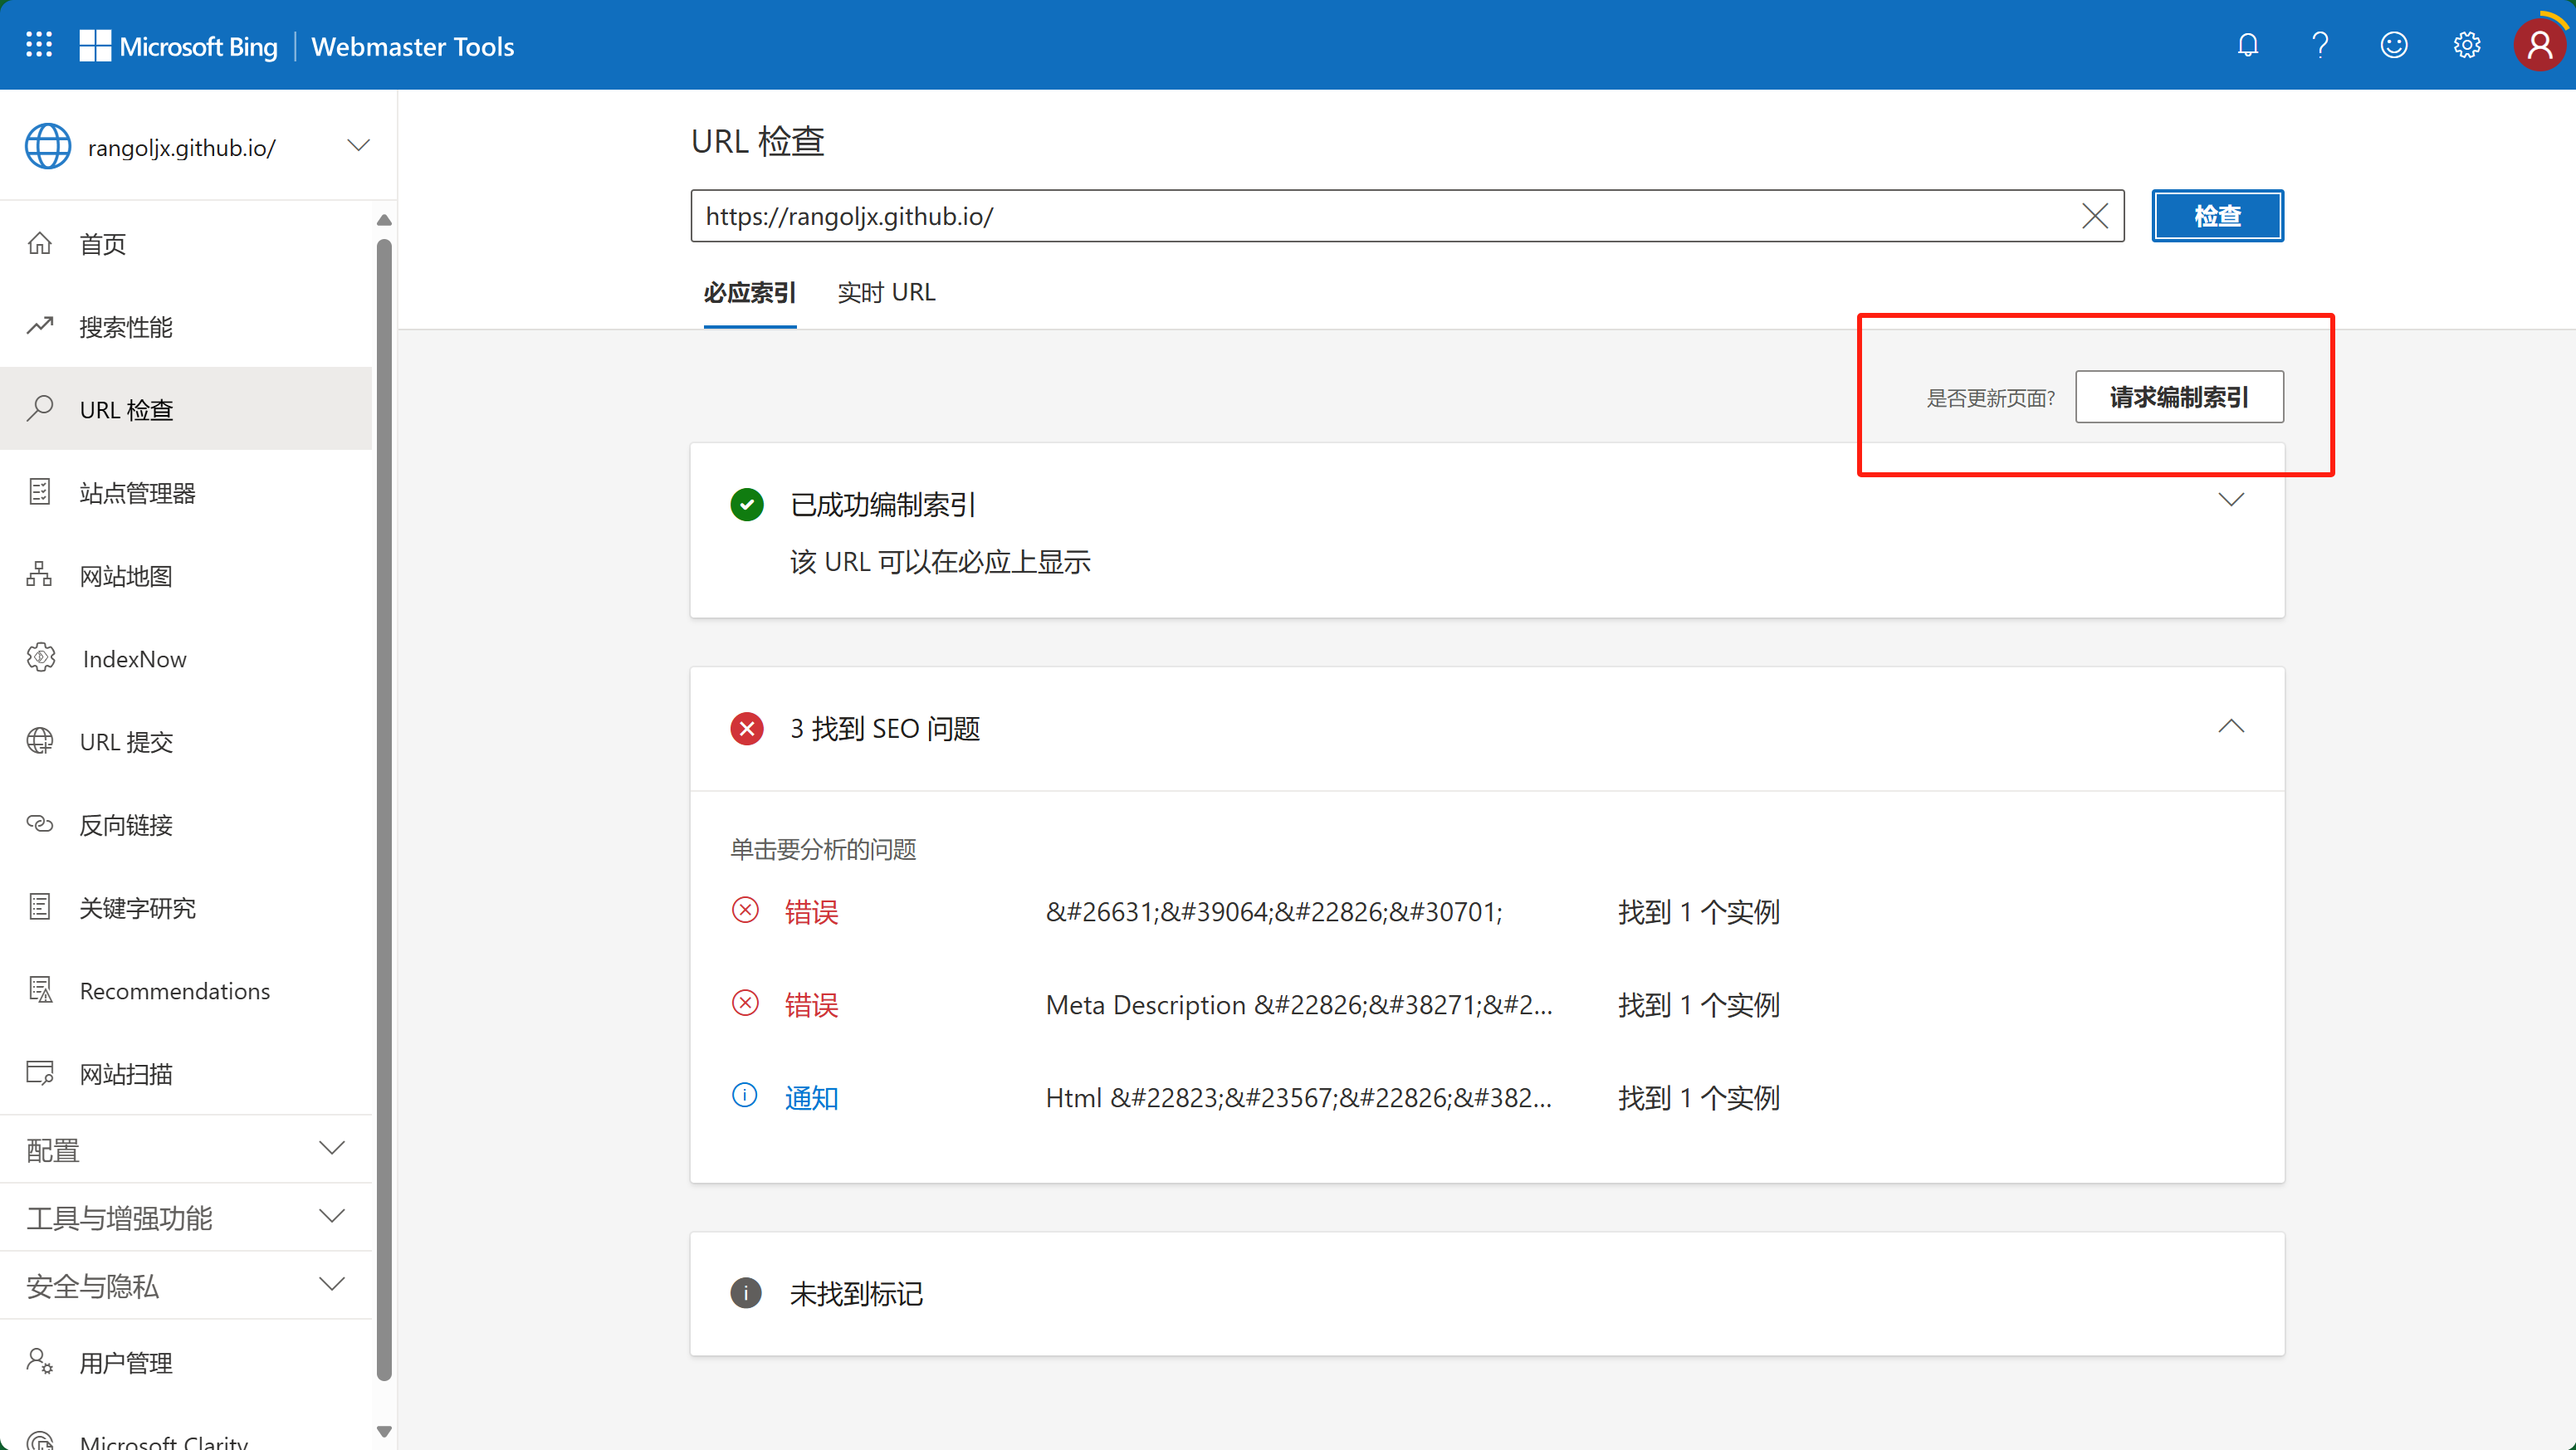 Microsoft Bing | Webmaster Tools
rangoljx.github.io/
首页
搜索性能
URL 检查
站点管理器
网站地图
IndexNow
URL 提交
反向链接
关键字研究
Recommendations
网站扫描
配置
工具与增强功能
安全与隐私
用户管理
Microsoft Clarity
URL 检查
https://rangoljx.github.io/
检查
必应索引 实时 URL
是否更新页面? 请求编制索引
已成功编制索引
该 URL 可以在必应上显示
3 找到 SEO 问题
单击要分析的问题
错误 &#26631;&#39064;&#22826;&#30701; 找到 1 个实例
错误 Meta Description &#22826;&#38271;&#2... 找到 1 个实例
通知 Html &#22823;&#23567;&#22826;&#382... 找到 1 个实例
未找到标记